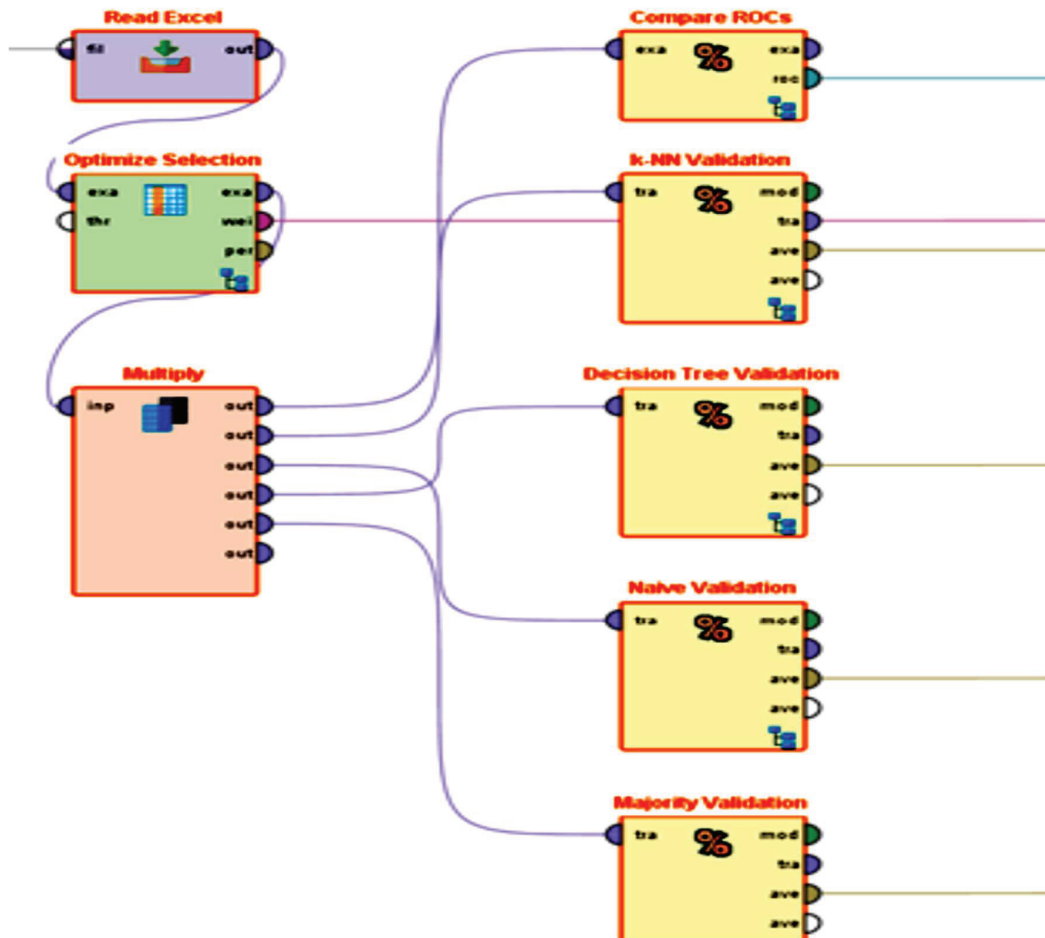 Read Excel
fil
out
Optimize Selection
exa
exa
thr
wei
per
Multiply
inp
out
out
out
out
out
out
Compare ROCs
exa
exa
roc
k-NN Validation
tra
mod
tra
ave
ave
Decision Tree Validation
tra
mod
tra
ave
ave
Naive Validation
tra
mod
tra
ave
ave
Majority Validation
tra
mod
tra
ave
ave